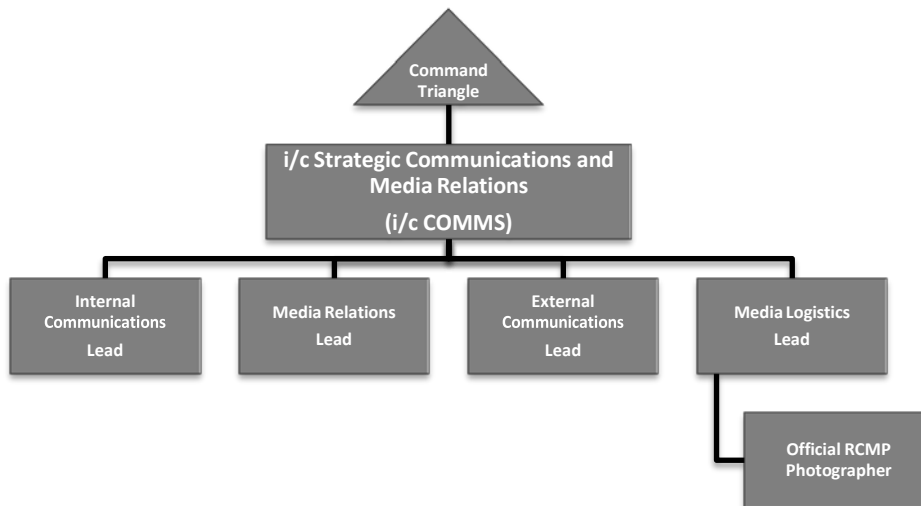 Command
Triangle
i/c Strategic Communications and
Media Relations
(i/c COMMS)
Internal
Communications
Lead
Media Relations
Lead
External
Communications
Lead
Media Logistics
Lead
Official RCMP
Photographer